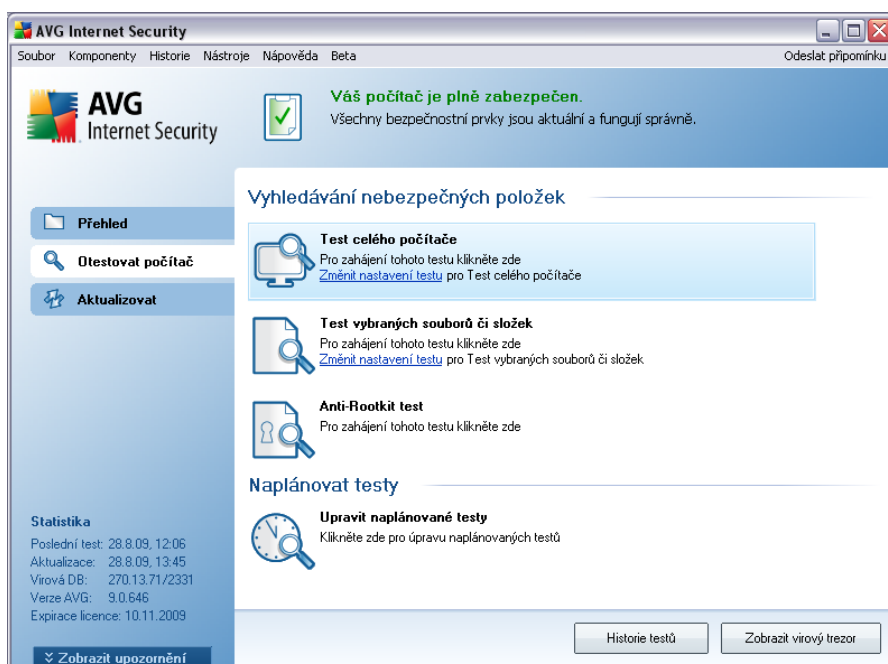 AVG Internet Security
Soubor Komponenty Historie Nástroje Nápověda Beta Odeslat připomínku
AVG
Internet Security
Váš počítač je plně zabezpečen.
Všechny bezpečnostní prvky jsou aktuální a fungují správně.
Přehled
Otestovat počítač
Aktualizovat
Vyhledávání nebezpečných položek
Test celého počítače
Pro zahájení tohoto testu klikněte zde
Změnit nastavení testu pro Test celého počítače
Test vybraných souborů či složek
Pro zahájení tohoto testu klikněte zde
Změnit nastavení testu pro Test vybraných souborů či složek
Anti-Rootkit test
Pro zahájení tohoto testu klikněte zde
Naplánovat testy
Upravit naplánované testy
Klikněte zde pro úpravu naplánovaných testů
Statistika
Poslední test: 28.8.09, 12:06
Aktualizace: 28.8.09, 13:45
Virová DB: 270.13.71/2331
Verze AVG: 9.0.646
Expirace licence: 10.11.2009
Zobrazit upozornění
Historie testů
Zobrazit virový trezor